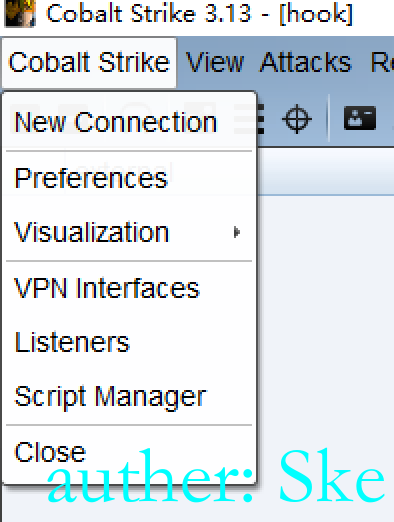 Cobalt Strike 3.13 - [hook]
Cobalt Strike View Attacks Re
New Connection
Preferences
Visualization
VPN Interfaces
Listeners
Script Manager
Close
auther: Ske